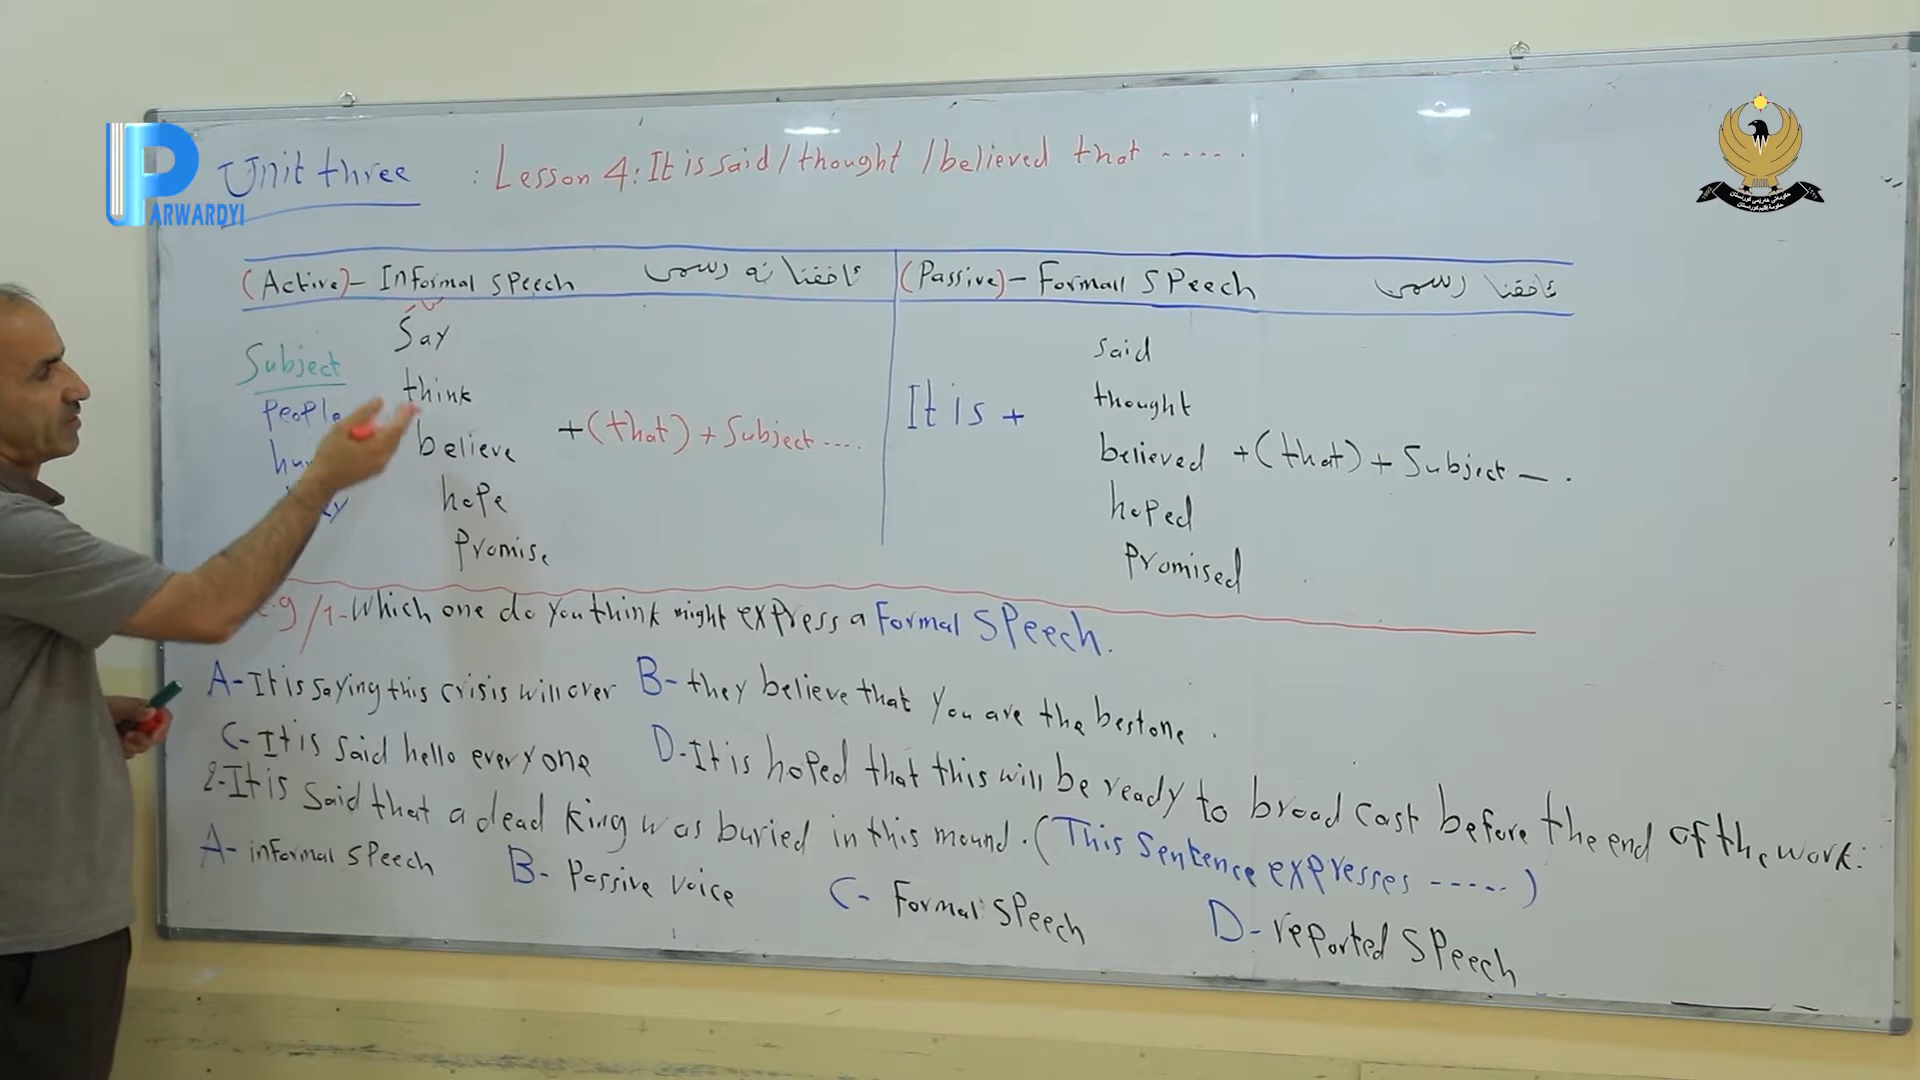 PARWARDYI
Unit three : Lesson 4: It is said / thought / believed that .....
(Active) - Informal speech ئاخفتنا نه رسمی
(Passive) - Formall speech ئاخفتنا رسمی
Subject
People
Say
think
believe
hope
promise
+ (that) + Subject ....
It is +
said
thought
believed
hoped
promised
+ (that) + Subject — .
e.g / 1- Which one do you think might express a Formal speech.
A- It is saying this crisis will over B- they believe that you are the best one .
C- It is said hello everyone D- It is hoped that this will be ready to broad cast before the end of the work.
2- It is said that a dead king was buried in this mound. (This sentence expresses .....)
A- informal speech B- Passive voice C- Formal speech D- reported speech